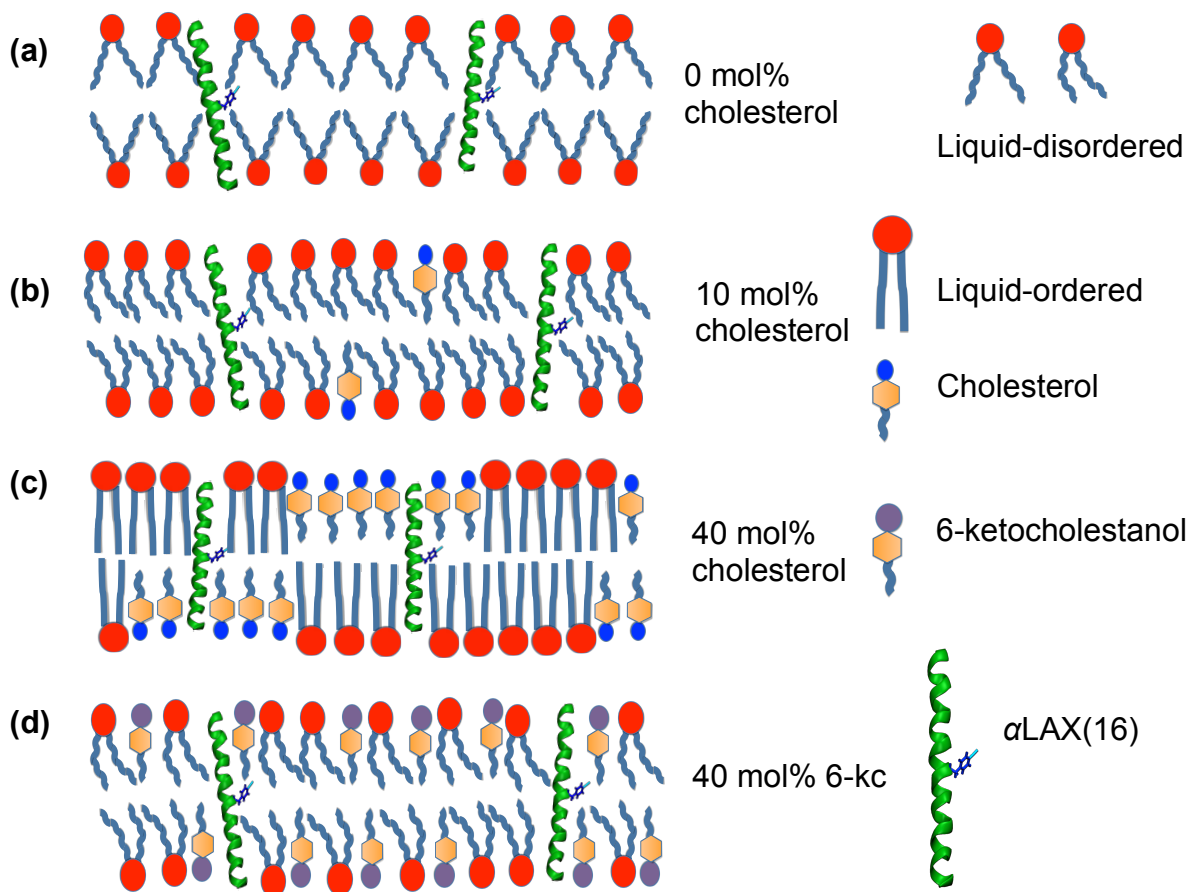 (a)
0 mol%
cholesterol
Liquid-disordered
(b)
10 mol%
cholesterol
Liquid-ordered
Cholesterol
(c)
40 mol%
cholesterol
6-ketocholestanol
(d)
40 mol% 6-kc
αLAX(16)